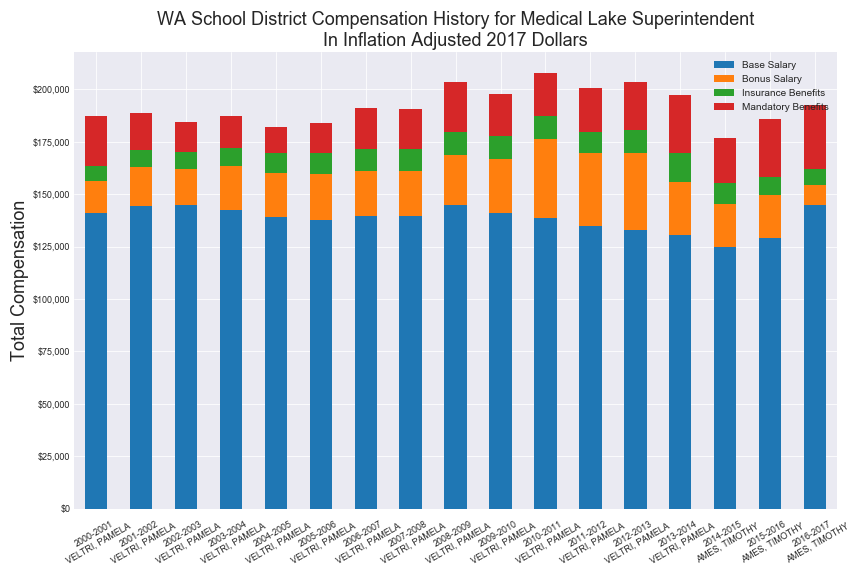 WA School District Compensation History for Medical Lake Superintendent
In Inflation Adjusted 2017 Dollars
Base Salary
Bonus Salary
Insurance Benefits
Mandatory Benefits
Total Compensation
$200,000
$175,000
$150,000
$125,000
$100,000
$75,000
$50,000
$25,000
$0
2000-2001
VELTRI, PAMELA
2001-2002
VELTRI, PAMELA
2002-2003
VELTRI, PAMELA
2003-2004
VELTRI, PAMELA
2004-2005
VELTRI, PAMELA
2005-2006
VELTRI, PAMELA
2006-2007
VELTRI, PAMELA
2007-2008
VELTRI, PAMELA
2008-2009
VELTRI, PAMELA
2009-2010
VELTRI, PAMELA
2010-2011
VELTRI, PAMELA
2011-2012
VELTRI, PAMELA
2012-2013
VELTRI, PAMELA
2013-2014
VELTRI, PAMELA
2014-2015
AMES, TIMOTHY
2015-2016
AMES, TIMOTHY
2016-2017
AMES, TIMOTHY